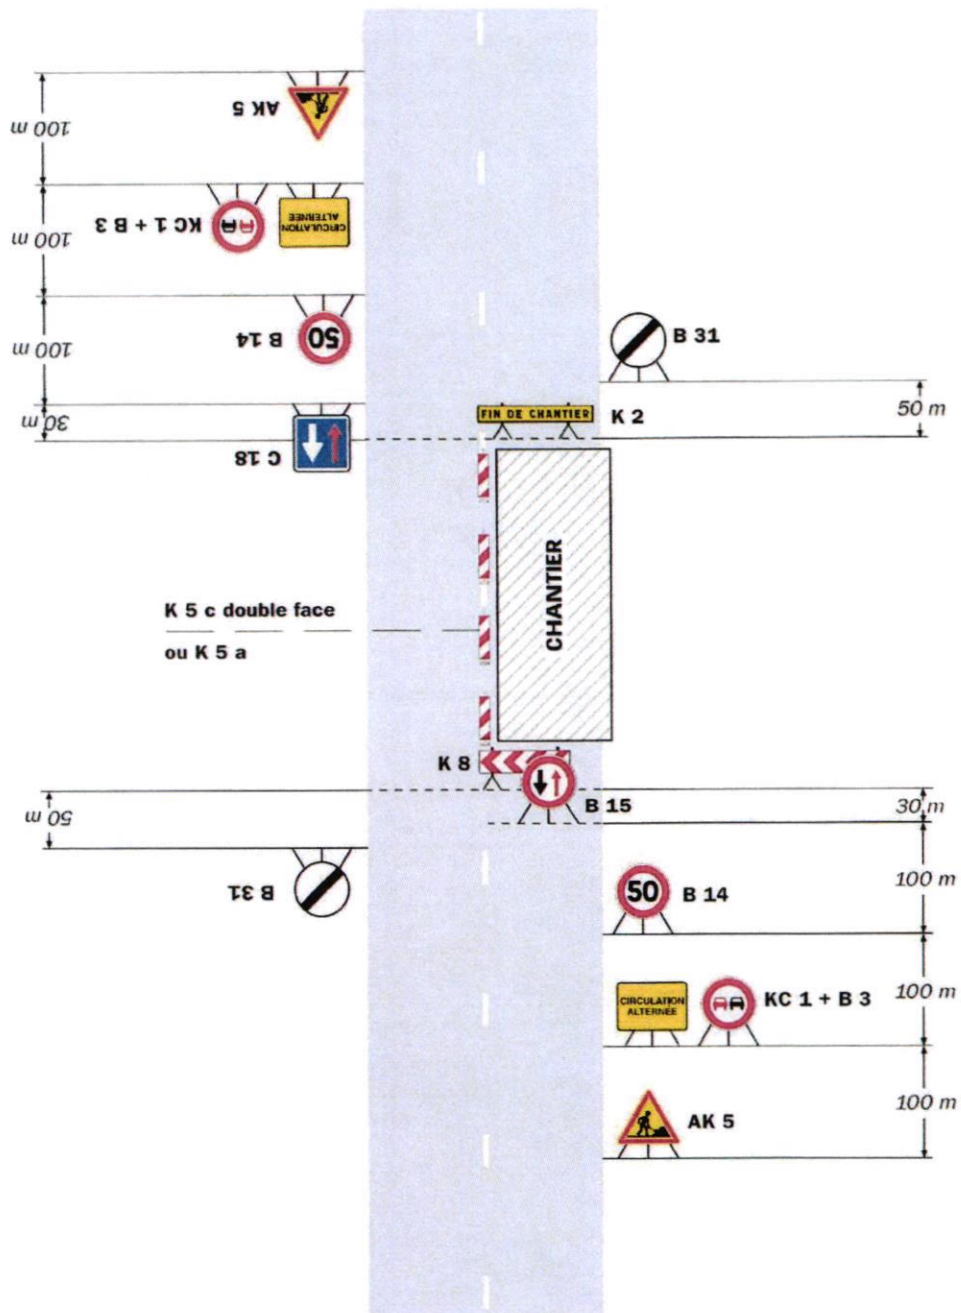 AK 5
100 m
KC 1 + B 3
CIRCULATION
ALTERNÉE
100 m
B 14
50
100 m
B 31
30 m
C 18
FIN DE CHANTIER
K 2
50 m
CHANTIER
K 5 c double face
ou K 5 a
K 8
B 15
30 m
50 m
B 31
50
B 14
100 m
CIRCULATION
ALTERNÉE
KC 1 + B 3
100 m
AK 5
100 m